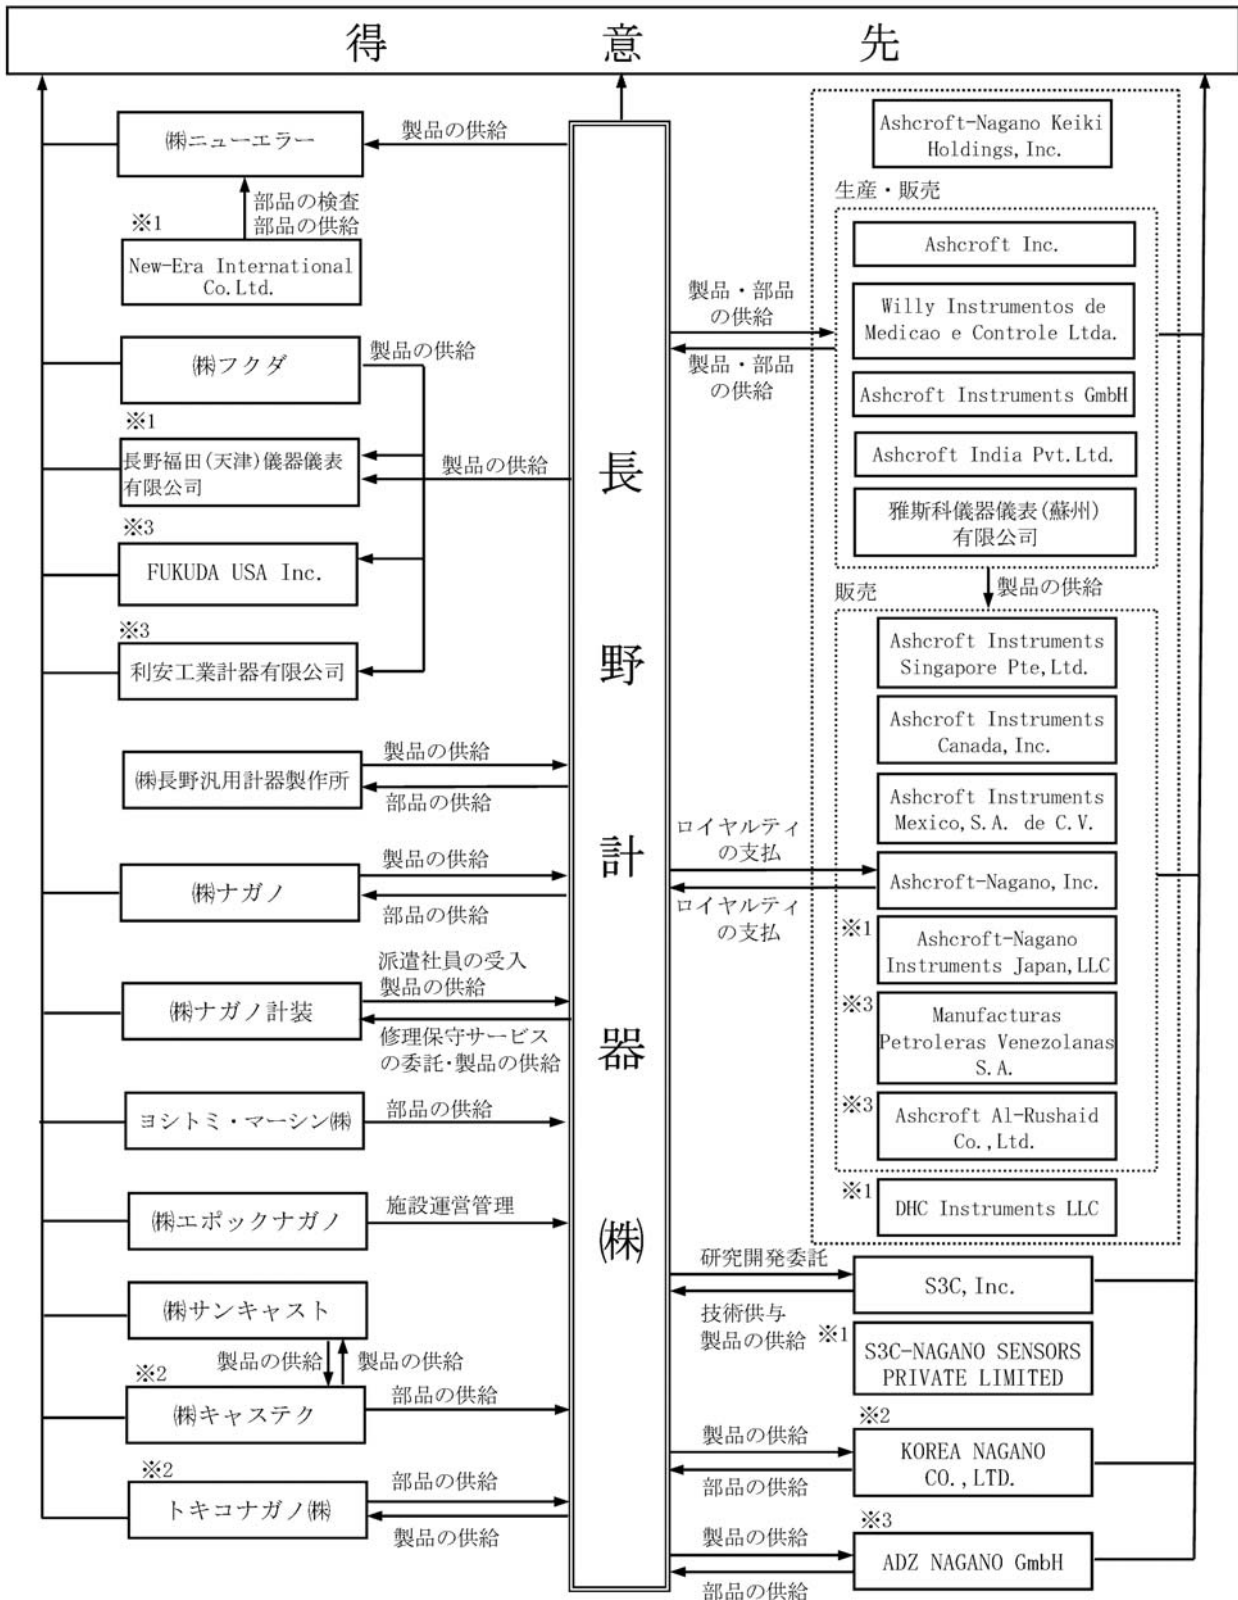 得意先
㈱ニューエラー
製品の供給
部品の検査
部品の供給
※1
New-Era International
Co.Ltd.
㈱フクダ
製品の供給
※1
長野福田(天津)儀器儀表
有限公司
製品の供給
※3
FUKUDA USA Inc.
※3
利安工業計器有限公司
㈱長野汎用計器製作所
製品の供給
部品の供給
㈱ナガノ
製品の供給
部品の供給
㈱ナガノ計装
派遣社員の受入
製品の供給
修理保守サービス
の委託・製品の供給
ヨシトミ・マーシン㈱
部品の供給
㈱エポックナガノ
施設運営管理
㈱サンキャスト
製品の供給
製品の供給
※2
㈱キャステク
部品の供給
※2
トキコナガノ㈱
部品の供給
製品の供給
長野計器㈱
Ashcroft-Nagano Keiki
Holdings,Inc.
生産・販売
Ashcroft Inc.
Willy Instrumentos de
Medicao e Controle Ltda.
Ashcroft Instruments GmbH
Ashcroft India Pvt.Ltd.
雅斯科儀器儀表(蘇州)
有限公司
製品・部品
の供給
製品・部品
の供給
製品の供給
販売
Ashcroft Instruments
Singapore Pte,Ltd.
Ashcroft Instruments
Canada,Inc.
Ashcroft Instruments
Mexico,S.A. de C.V.
ロイヤルティ
の支払
Ashcroft-Nagano,Inc.
ロイヤルティ
の支払
※1
Ashcroft-Nagano
Instruments Japan,LLC
※3
Manufacturas
Petroleras Venezolanas
S.A.
※3
Ashcroft Al-Rushaid
Co.,Ltd.
※1
DHC Instruments LLC
研究開発委託
S3C,Inc.
技術供与
製品の供給
※1
S3C-NAGANO SENSORS
PRIVATE LIMITED
※2
製品の供給
KOREA NAGANO
CO.,LTD.
部品の供給
※3
製品の供給
ADZ NAGANO GmbH
部品の供給